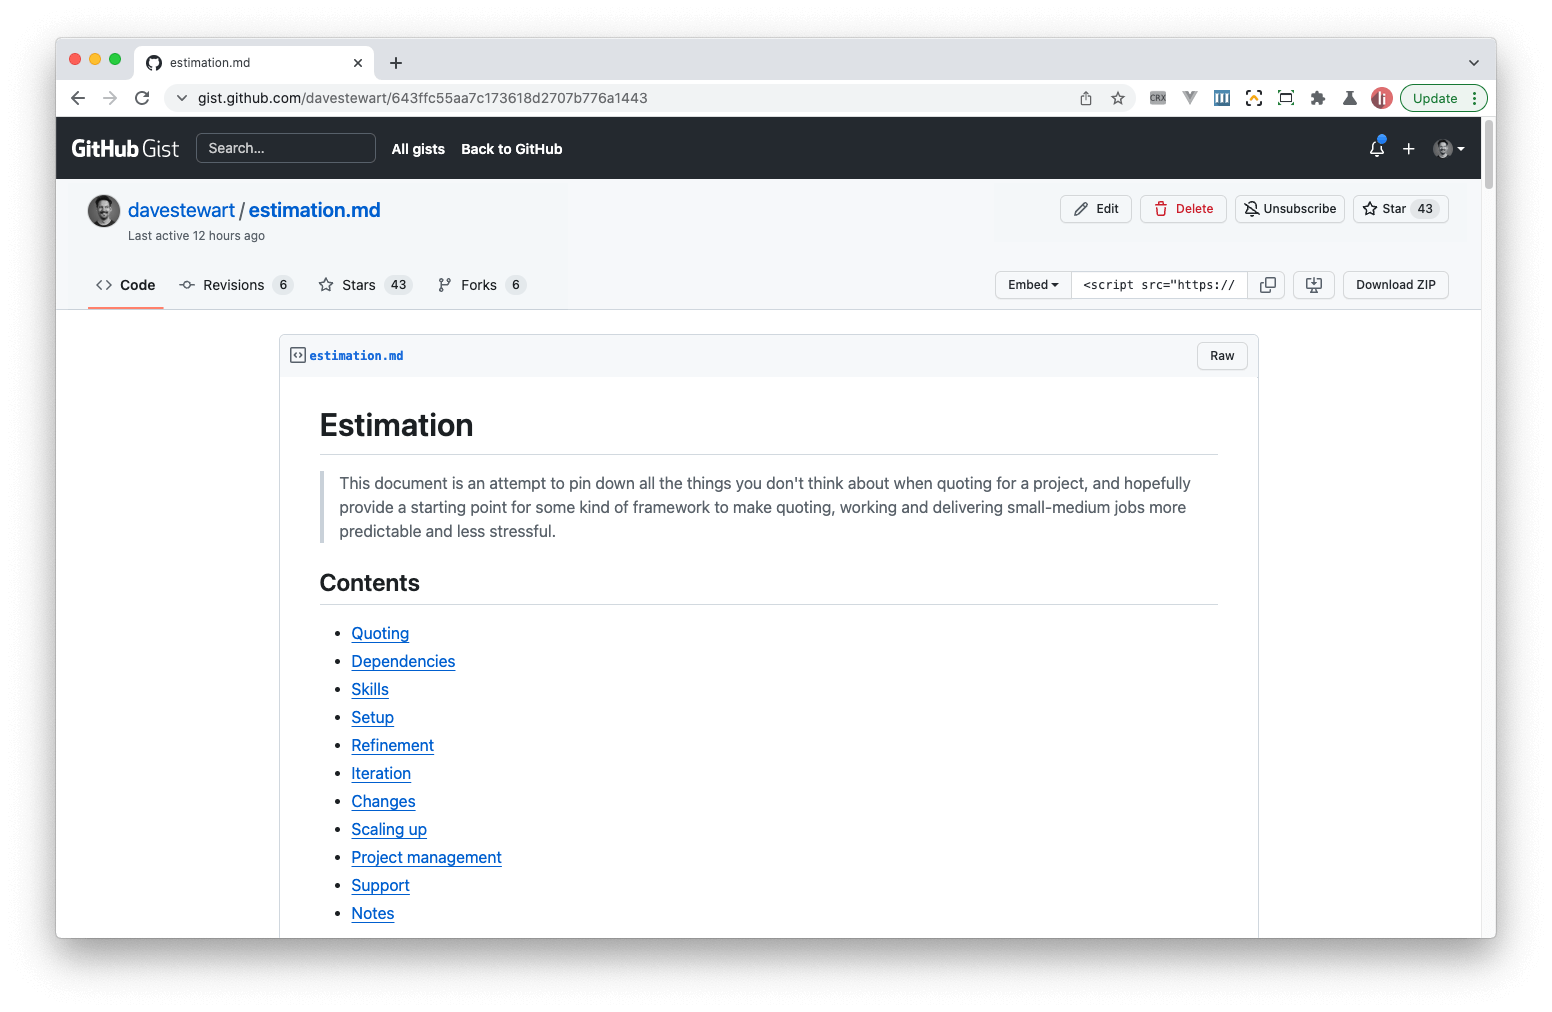 estimation.md
gist.github.com/davestewart/643ffc55aa7c173618d2707b776a1443
CRX
Update
GitHub Gist
Search...
All gists
Back to GitHub
davestewart / estimation.md
Last active 12 hours ago
Edit
Delete
Unsubscribe
Star 43
Code
Revisions 6
Stars 43
Forks 6
Embed
<script src="https://
Download ZIP
estimation.md
Raw
Estimation
This document is an attempt to pin down all the things you don't think about when quoting for a project, and hopefully
provide a starting point for some kind of framework to make quoting, working and delivering small-medium jobs more
predictable and less stressful.
Contents
• Quoting
• Dependencies
• Skills
• Setup
• Refinement
• Iteration
• Changes
• Scaling up
• Project management
• Support
• Notes